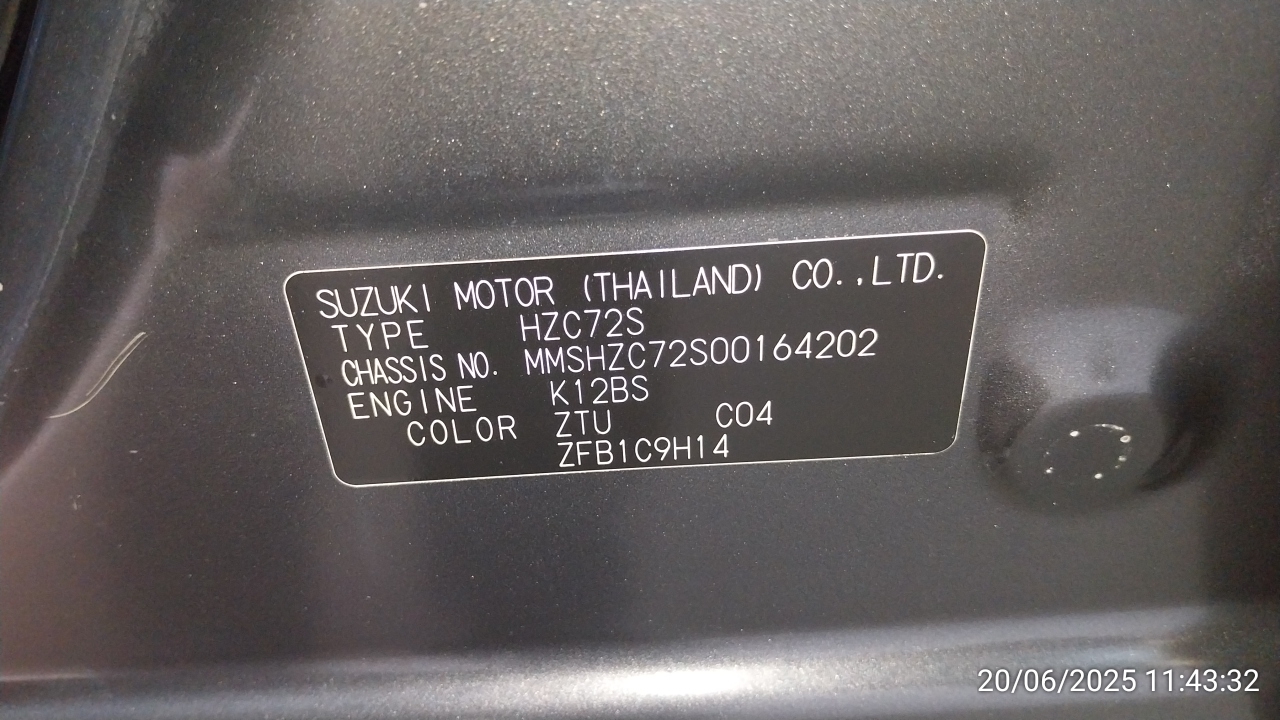 SUZUKI MOTOR (THAILAND) CO.,LTD.
TYPE HZC72S
CHASSIS NO. MMSHZC72S00164202
ENGINE K12BS
COLOR ZTU C04
ZFB1C9H14
20/06/2025 11:43:32